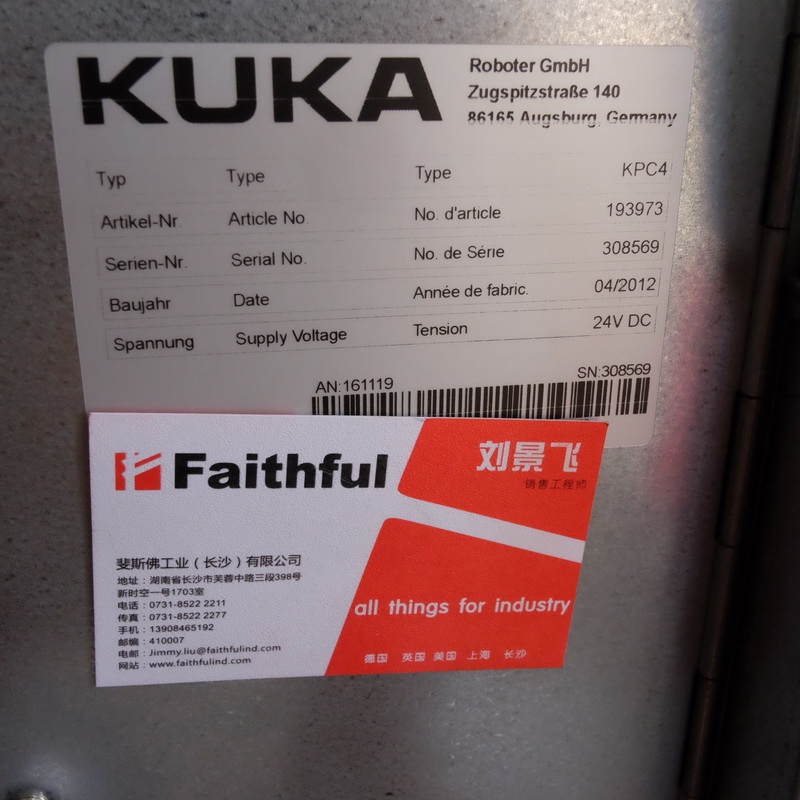 KUKA
Roboter GmbH
Zugspitzstraße 140
86165 Augsburg, Germany
Typ Type Type KPC4
Artikel-Nr. Article No. No. d'article 193973
Serien-Nr. Serial No. No. de Série 308569
Baujahr Date Année de fabric. 04/2012
Spannung Supply Voltage Tension 24V DC
AN:161119 SN:308569
Faithful
刘景飞
销售工程师
斐斯佛工业（长沙）有限公司
地址：湖南省长沙市芙蓉中路三段398号
新时空一号1703室
电话：0731-8522 2211
传真：0731-8522 2277
手机：13908465192
邮编：410007
电邮：Jimmy.liu@faithfulind.com
网站：www.faithfulind.com
all things for industry
德国 英国 美国 上海 长沙